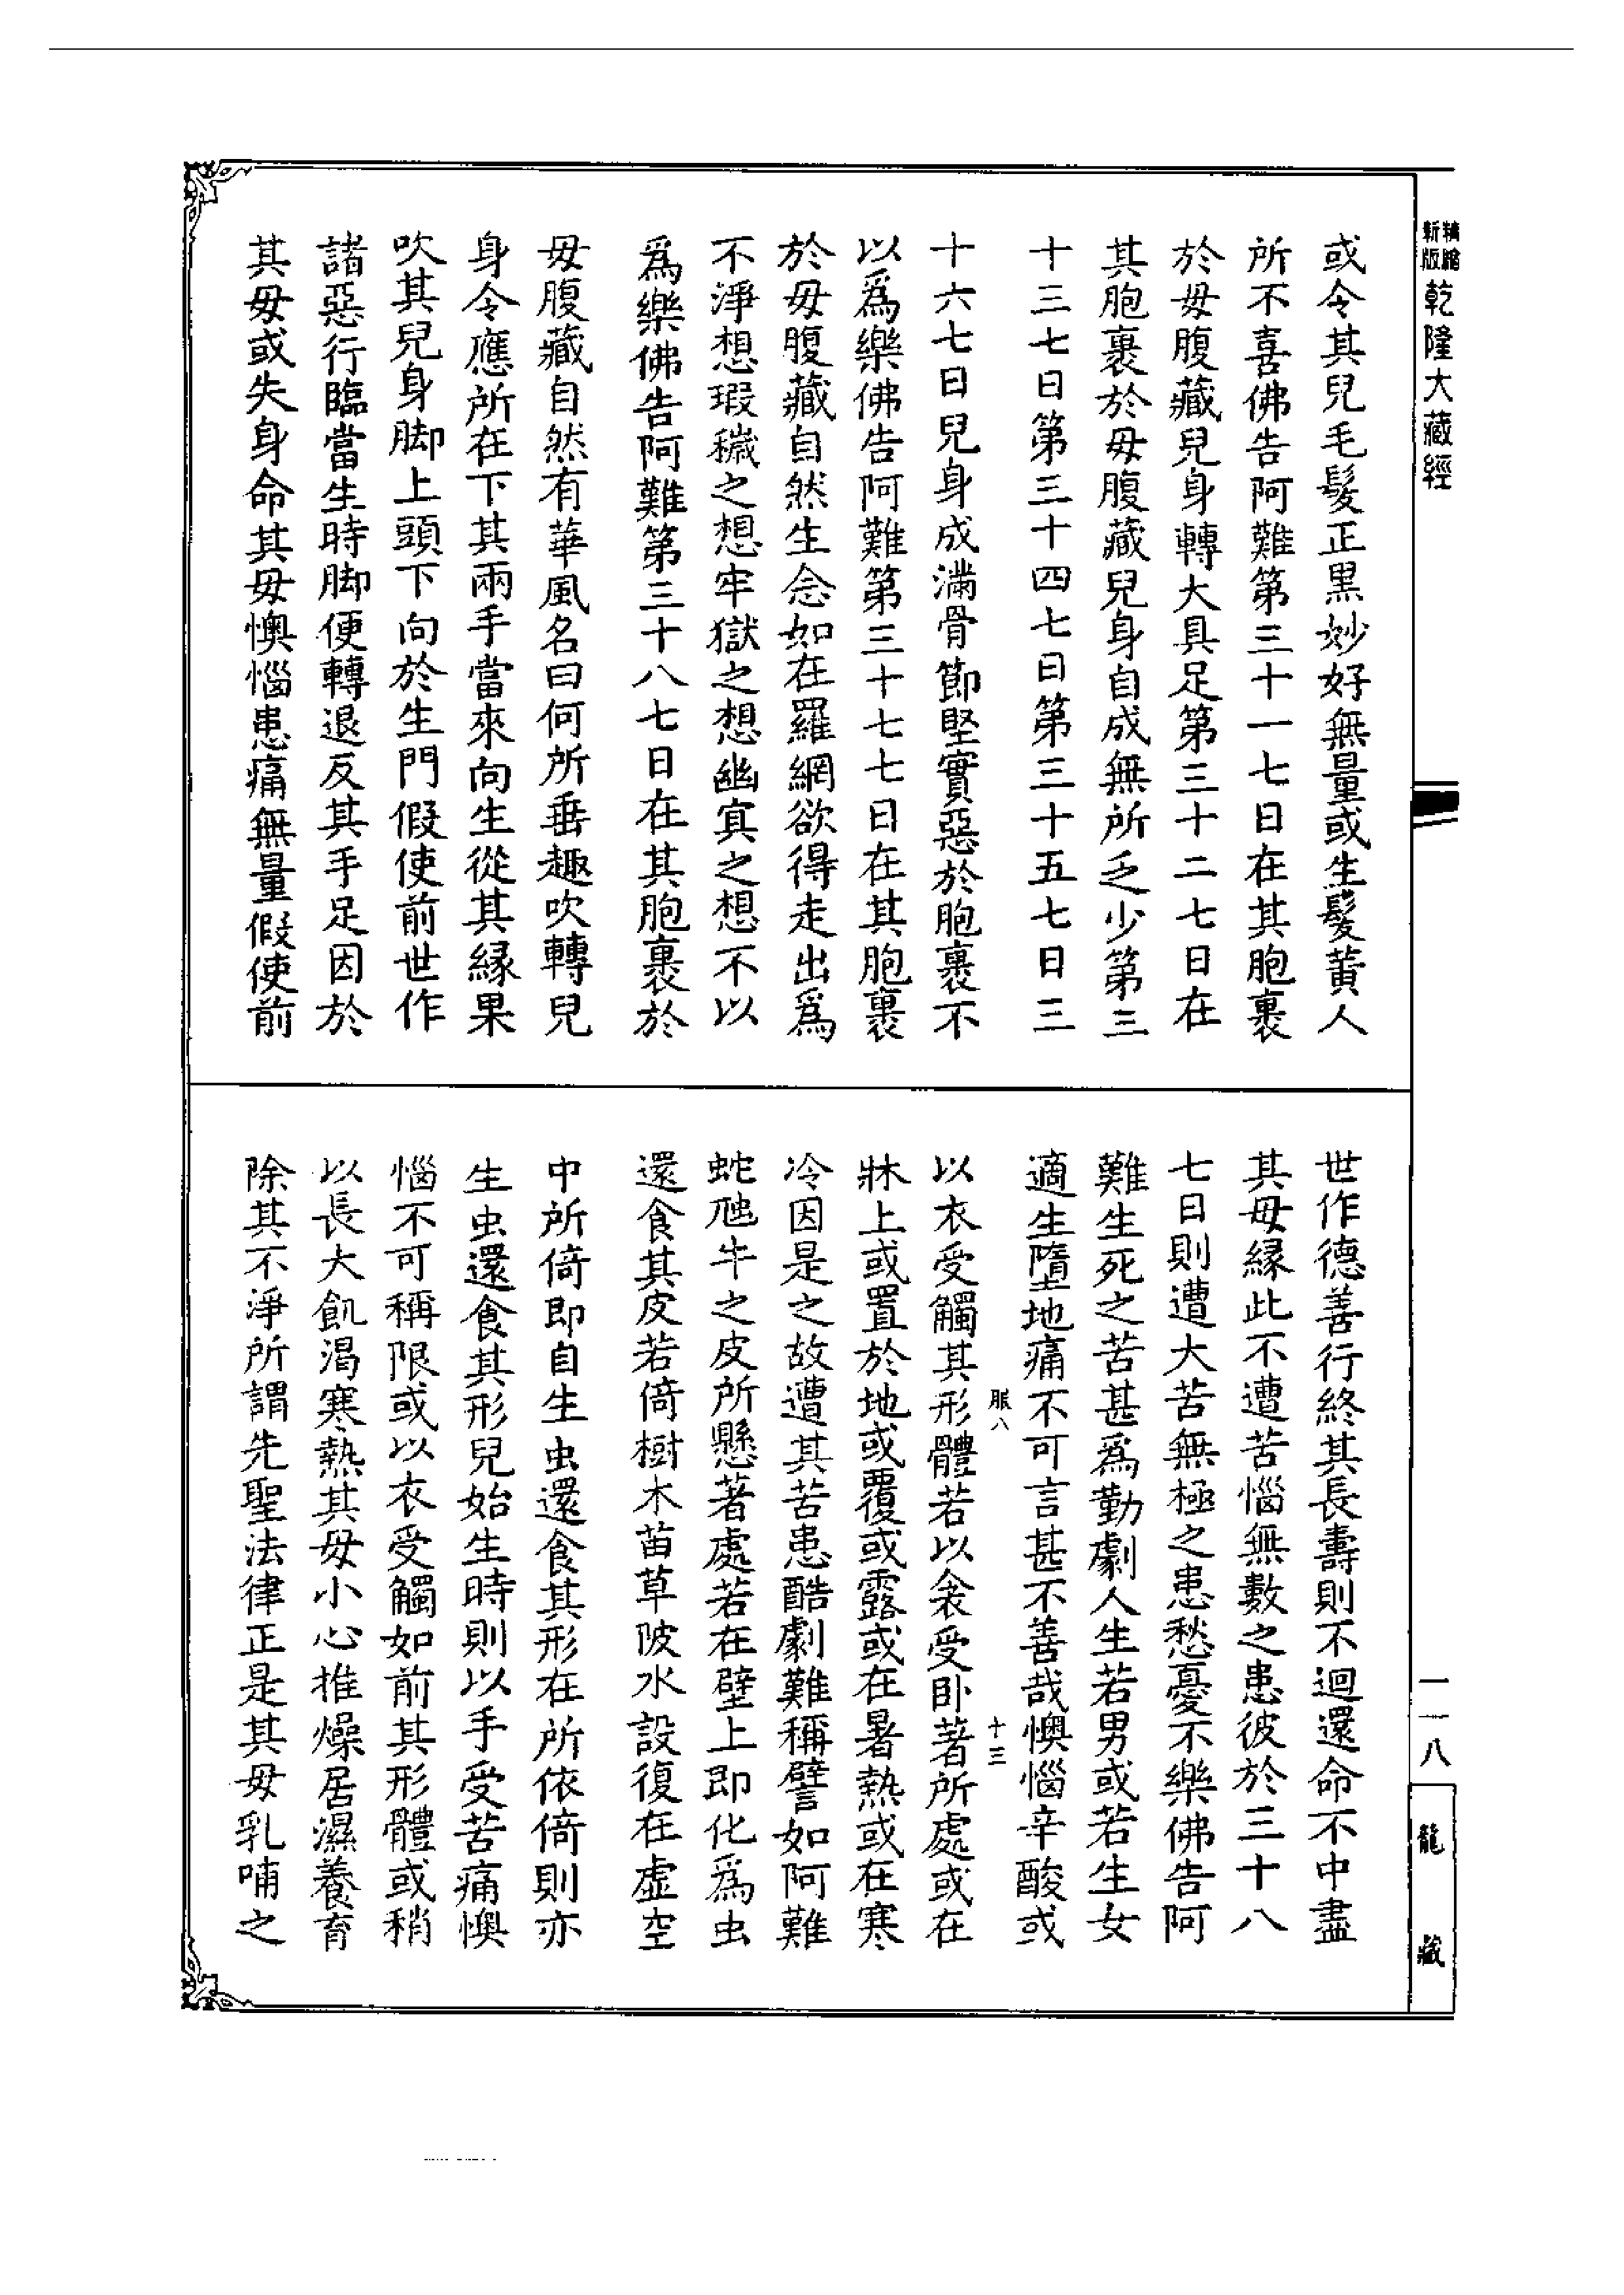 精縮新版乾隆大藏經
或令其兒毛髮正黑妙好無量或生髮黃人
所不喜佛告阿難第三十一七日在其胞裹
於毋腹藏兒身轉大具足第三十二七日在
其胞裹於毋腹藏兒身自成無所乏少第三
十三七日第三十四七日第三十五七日三
十六七日兒身成滿骨節堅實惡於胞裹不
以爲樂佛告阿難第三十七七日在其胞裹
於毋腹藏自然生念如在羅網欲得走出爲
不淨想瑕穢之想牢獄之想幽冥之想不以
爲樂佛告阿難第三十八七日在其胞裹於
毋腹藏自然有華風名曰何所垂趣吹轉兒
身令應所在下其兩手當來向生從其緣果
吹其兒身脚上頭下向於生門假使前世作
諸惡行臨當生時脚便轉退反其手足因於
其毋或失身命其毋懊惱患痛無量假使前
世作德善行終其長壽則不迴還命不中盡
其毋緣此不遭苦惱無數之患彼於三十八
七日則遭大苦無極之患愁憂不樂佛告阿
難生死之苦甚爲勤劇人生若男或若生女
適生墮地痛不可言甚不善哉懊惱辛酸或
服八 十三
以衣受觸其形體若以衾受卧著所處或在
牀上或置於地或覆或露或在暑熱或在寒
冷因是之故遭其苦患酷劇難稱譬如阿難
蛇虺牛之皮所懸著處若在壁上即化爲虫
還食其皮若倚樹木苗草陂水設復在虛空
中所倚即自生虫還食其形在所依倚則亦
生虫還食其形兒始生時則以手受苦痛懊
惱不可稱限或以衣受觸如前其形體或稍
以長大飢渴寒熱其毋小心推燥居濕養育
除其不淨所謂先聖法律正是其毋乳哺之
一一八
龍藏